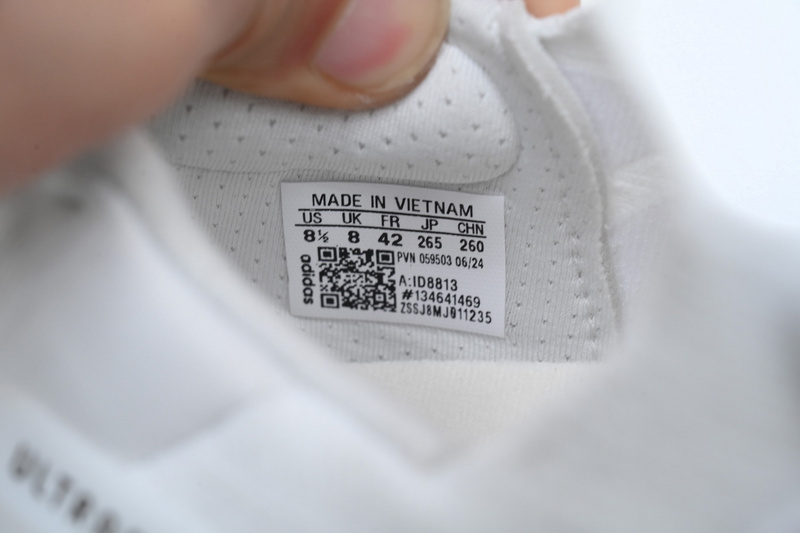 MADE IN VIETNAM
US UK FR JP CHN
8½ 8 42 265 260
PVN 059503 06/24
adidas
A:ID8813
#134641469
ZSSJ8MJ011235